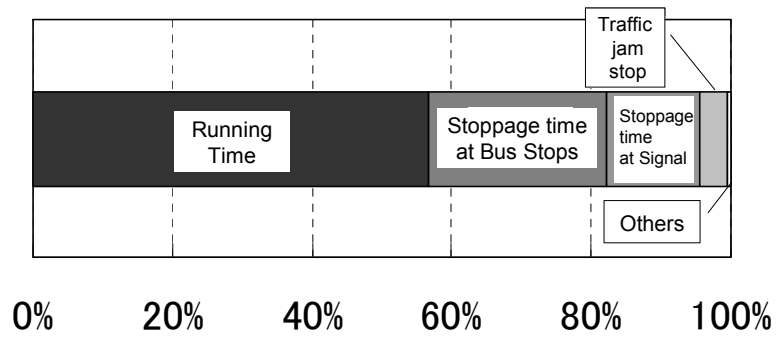 Traffic
jam
stop
Running
Time
Stoppage time
at Bus Stops
Stoppage
time
at Signal
Others
0% 20% 40% 60% 80% 100%